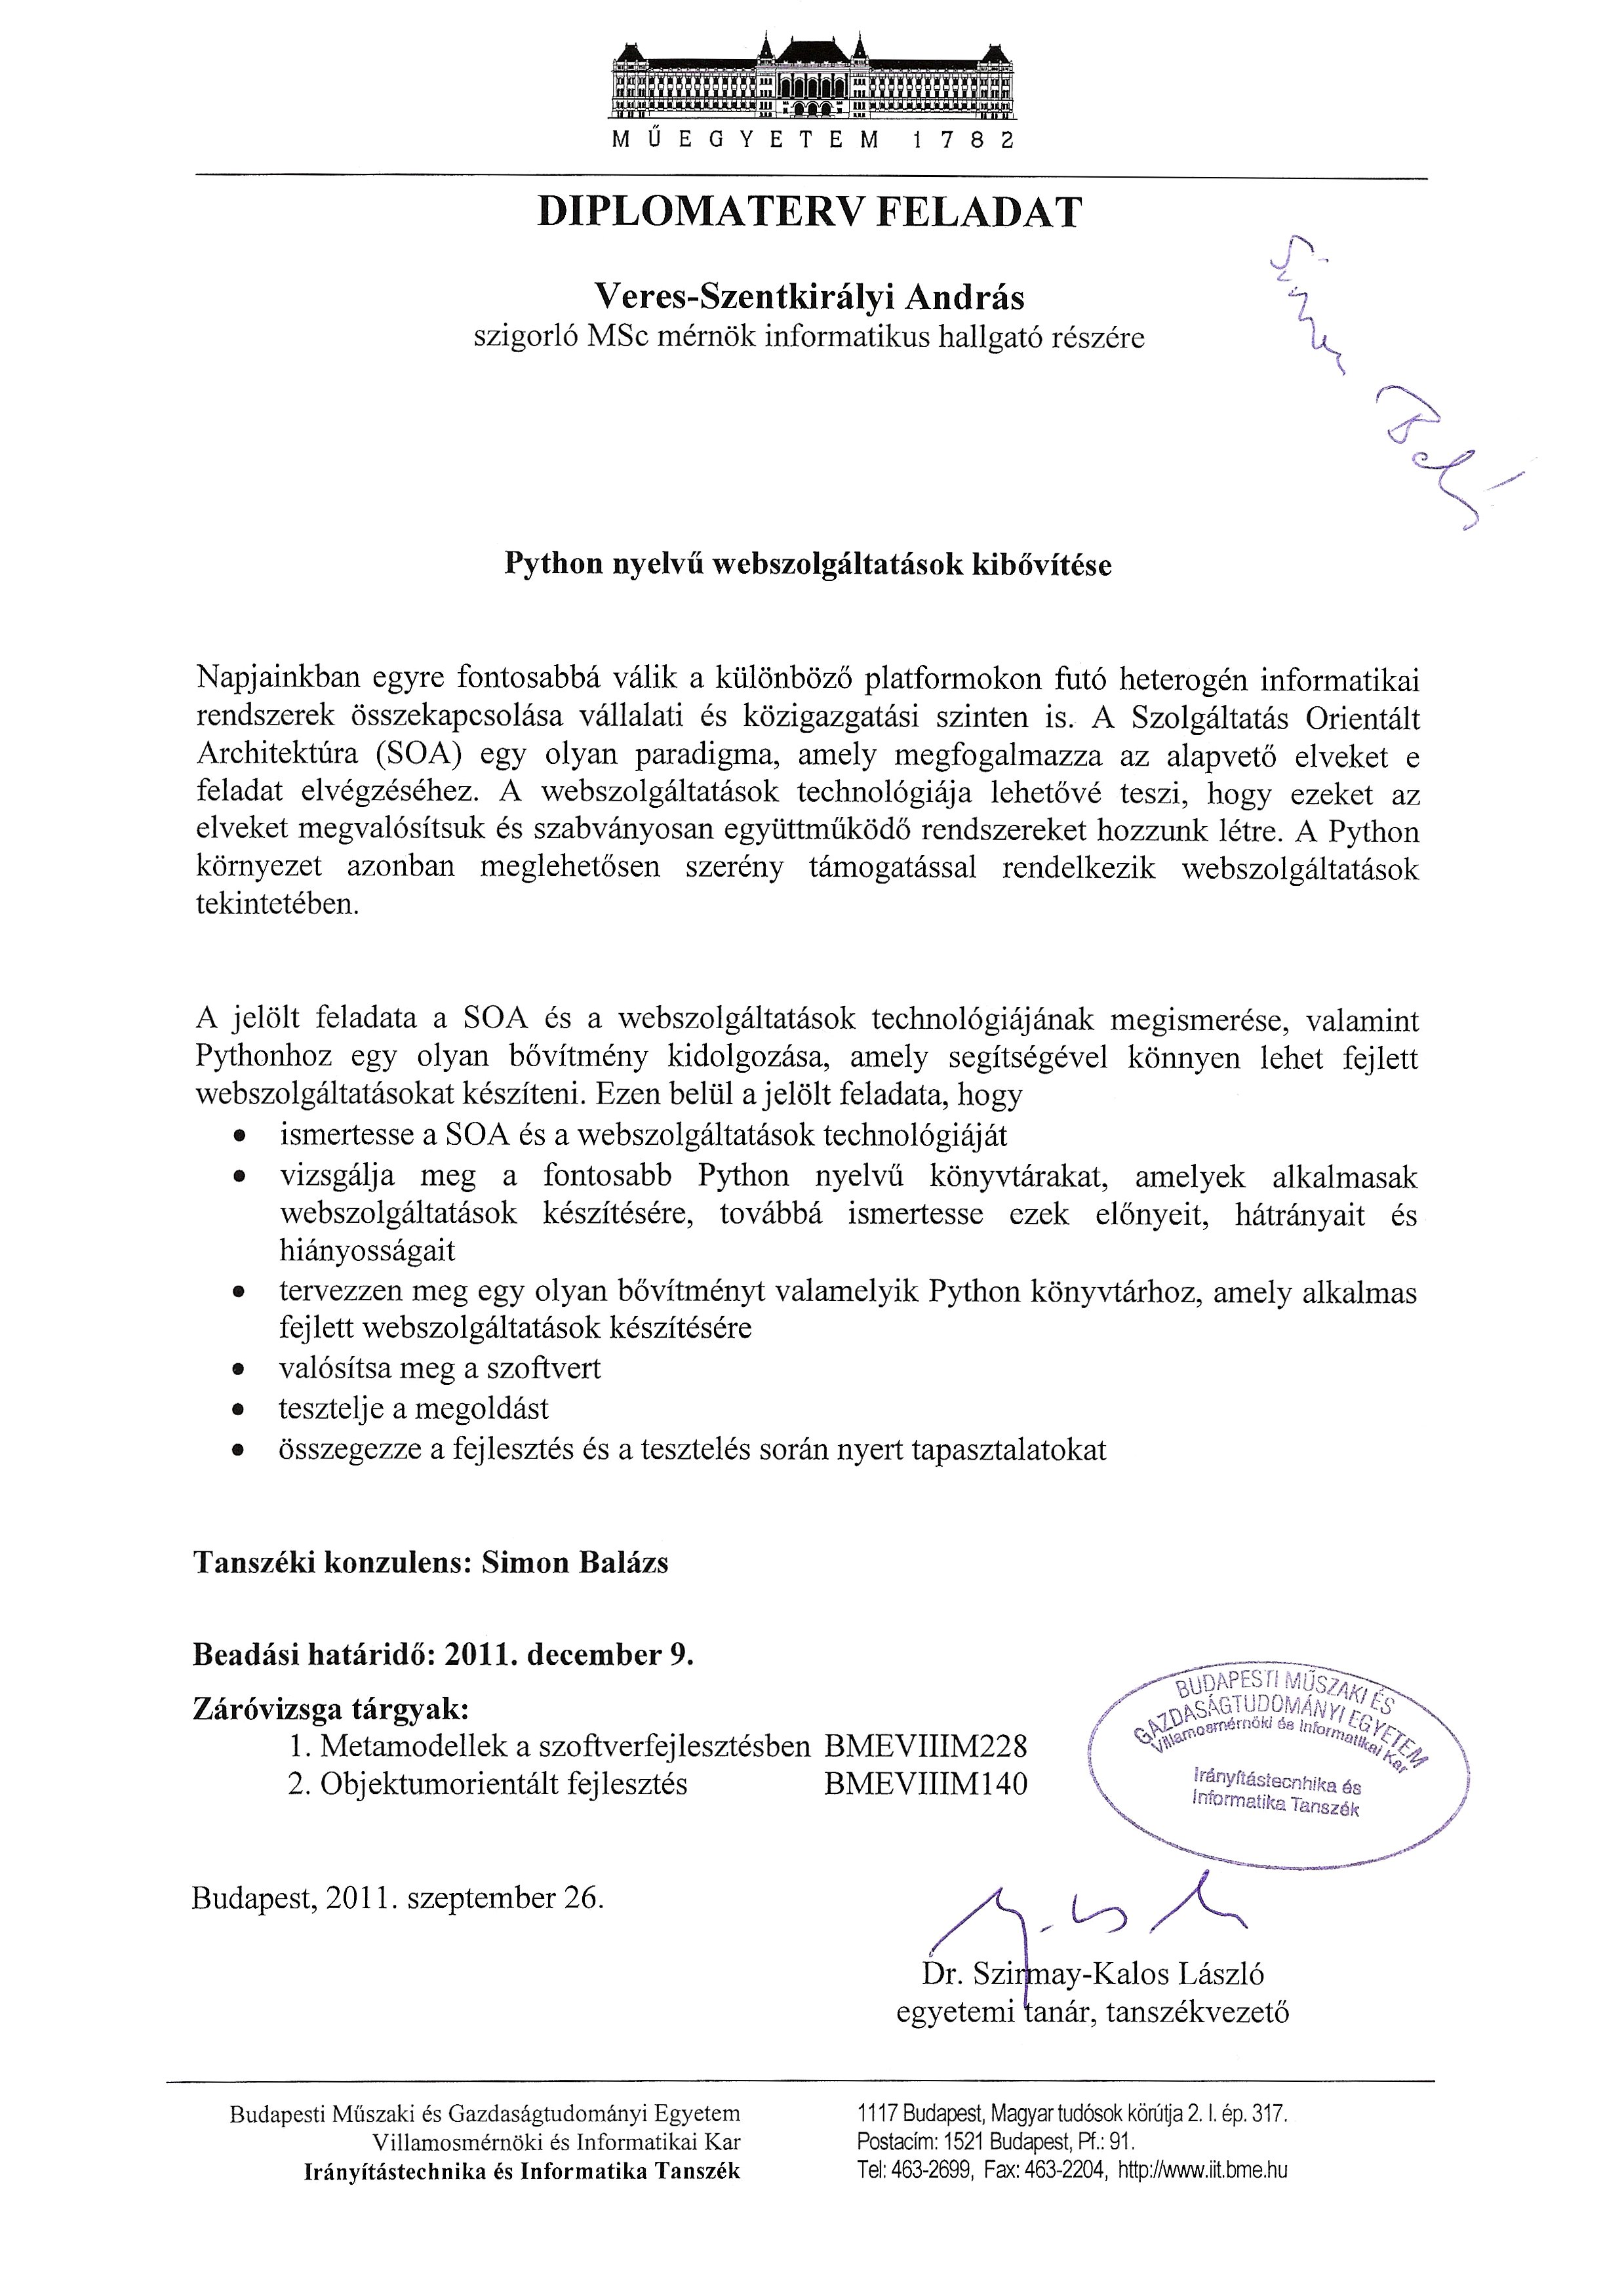 MŰEGYETEM 1782
DIPLOMATERV FELADAT
Veres-Szentkirályi András
szigorló MSc mérnök informatikus hallgató részére
Python nyelvű webszolgáltatások kibővítése
Napjainkban egyre fontosabbá válik a különböző platformokon futó heterogén informatikai
rendszerek összekapcsolása vállalati és közigazgatási szinten is. A Szolgáltatás Orientált
Architektúra (SOA) egy olyan paradigma, amely megfogalmazza az alapvető elveket e
feladat elvégzéséhez. A webszolgáltatások technológiája lehetővé teszi, hogy ezeket az
elveket megvalósítsuk és szabványosan együttműködő rendszereket hozzunk létre. A Python
környezet azonban meglehetősen szerény támogatással rendelkezik webszolgáltatások
tekintetében.
A jelölt feladata a SOA és a webszolgáltatások technológiájának megismerése, valamint
Pythonhoz egy olyan bővítmény kidolgozása, amely segítségével könnyen lehet fejlett
webszolgáltatásokat készíteni. Ezen belül a jelölt feladata, hogy
• ismertesse a SOA és a webszolgáltatások technológiáját
• vizsgálja meg a fontosabb Python nyelvű könyvtárakat, amelyek alkalmasak
webszolgáltatások készítésére, továbbá ismertesse ezek előnyeit, hátrányait és
hiányosságait
• tervezzen meg egy olyan bővítményt valamelyik Python könyvtárhoz, amely alkalmas
fejlett webszolgáltatások készítésére
• valósítsa meg a szoftvert
• tesztelje a megoldást
• összegezze a fejlesztés és a tesztelés során nyert tapasztalatokat
Tanszéki konzulens: Simon Balázs
Beadási határidő: 2011. december 9.
Záróvizsga tárgyak:
1. Metamodellek a szoftverfejlesztésben BMEVIIIM228
2. Objektumorientált fejlesztés BMEVIIIM140
BUDAPESTI MŰSZAKI ÉS
GAZDASÁGTUDOMÁNYI EGYETEM
Villamosmérnöki és Informatikai Kar
Irányítástecnhika és
Informatika Tanszék
Budapest, 2011. szeptember 26.
Dr. Szirmay-Kalos László
egyetemi tanár, tanszékvezető
Budapesti Műszaki és Gazdaságtudományi Egyetem
Villamosmérnöki és Informatikai Kar
Irányítástechnika és Informatika Tanszék
1117 Budapest, Magyar tudósok körútja 2. I. ép. 317.
Postacím: 1521 Budapest, Pf.: 91.
Tel: 463-2699, Fax: 463-2204, http://www.iit.bme.hu